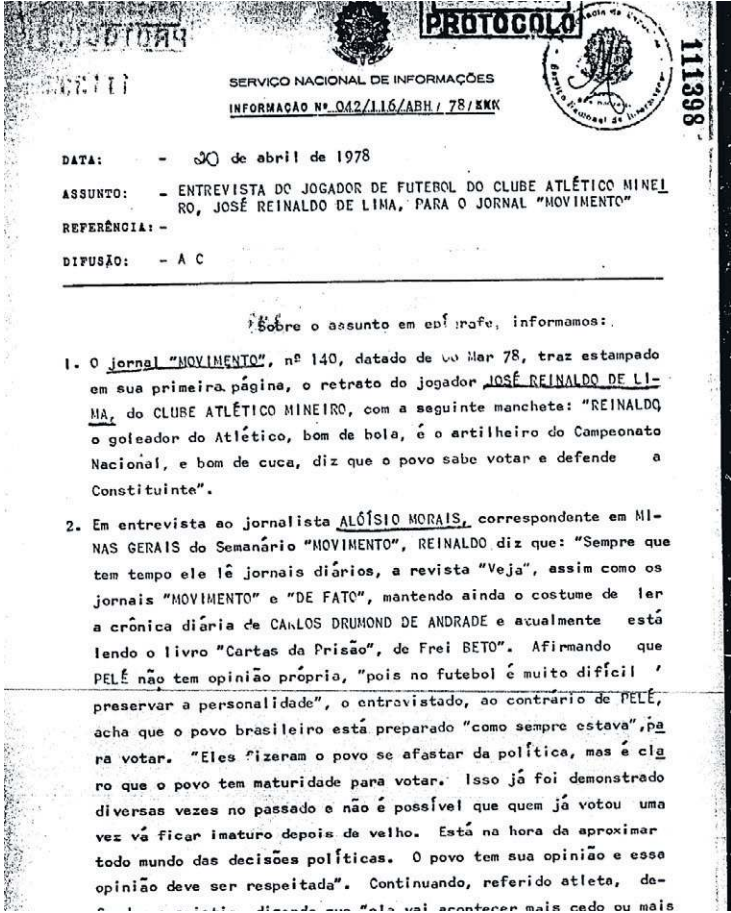 PROTOCOLO
111398
SERVIÇO NACIONAL DE INFORMAÇÕES
INFORMAÇÃO Nº 042/116/ABH/ 78/XXX
DATA: - 20 de abril de 1978
ASSUNTO: - ENTREVISTA DO JOGADOR DE FUTEBOL DO CLUBE ATLÉTICO MINEI
RO, JOSÉ REINALDO DE LIMA, PARA O JORNAL "MOVIMENTO"
REFERÊNCIA: -
DIFUSÃO: - A C
Sobre o assunto em epígrafe, informamos:
1. O jornal "MOVIMENTO", nº 140, datado de Mar 78, traz estampado
em sua primeira página, o retrato do jogador JOSÉ REINALDO DE LI-
MA, do CLUBE ATLÉTICO MINEIRO, com a seguinte manchete: "REINALDO,
o goleador do Atlético, bom de bola, é o artilheiro do Campeonato
Nacional, e bom de cuca, diz que o povo sabe votar e defende a
Constituinte".
2. Em entrevista ao jornalista ALÓÍSIO MORAIS, correspondente em MI-
NAS GERAIS do Semanário "MOVIMENTO", REINALDO diz que: "Sempre que
tem tempo ele lê jornais diários, a revista "Veja", assim como os
jornais "MOVIMENTO" e "DE FATO", mantendo ainda o costume de ler
a crônica diária de CARLOS DRUMOND DE ANDRADE e atualmente está
lendo o livro "Cartas da Prisão", de Frei BETO". Afirmando que
PELÉ não tem opinião própria, "pois no futebol é muito difícil '
preservar a personalidade", o entrevistado, ao contrário de PELÉ,
acha que o povo brasileiro está preparado "como sempre estava",pa
ra votar. "Eles fizeram o povo se afastar da política, mas é cla
ro que o povo tem maturidade para votar. Isso já foi demonstrado
diversas vezes no passado e não é possível que quem já votou uma
vez vá ficar imaturo depois de velho. Está na hora da aproximar
todo mundo das decisões políticas. O povo tem sua opinião e essa
opinião deve ser respeitada". Continuando, referido atleta, de-
dizendo que "ela vai acontecer mais cedo ou mais